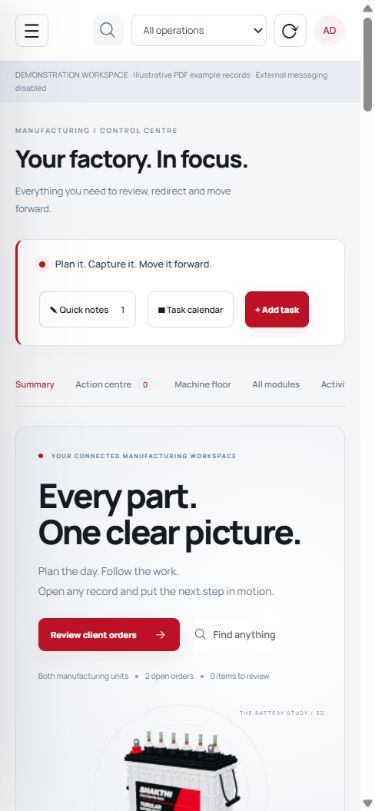 All operations
AD
DEMONSTRATION WORKSPACE · Illustrative PDF example records · External messaging
disabled
MANUFACTURING / CONTROL CENTRE
Your factory. In focus.
Everything you need to review, redirect and move
forward.
Plan it. Capture it. Move it forward.
Quick notes 1
Task calendar
+ Add task
Summary
Action centre 0
Machine floor
All modules
Activi
YOUR CONNECTED MANUFACTURING WORKSPACE
Every part.
One clear picture.
Plan the day. Follow the work.
Open any record and put the next step in motion.
Review client orders →
Find anything
Both manufacturing units • 2 open orders • 0 items to review
THE BATTERY STUDY / 3D
SHAKTHI
TUBULAR